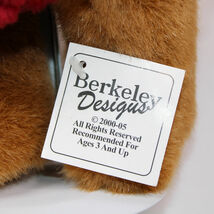 Berkeley
Designs
© 2000-05
All Rights Reserved
Recommended For
Ages 3 And Up